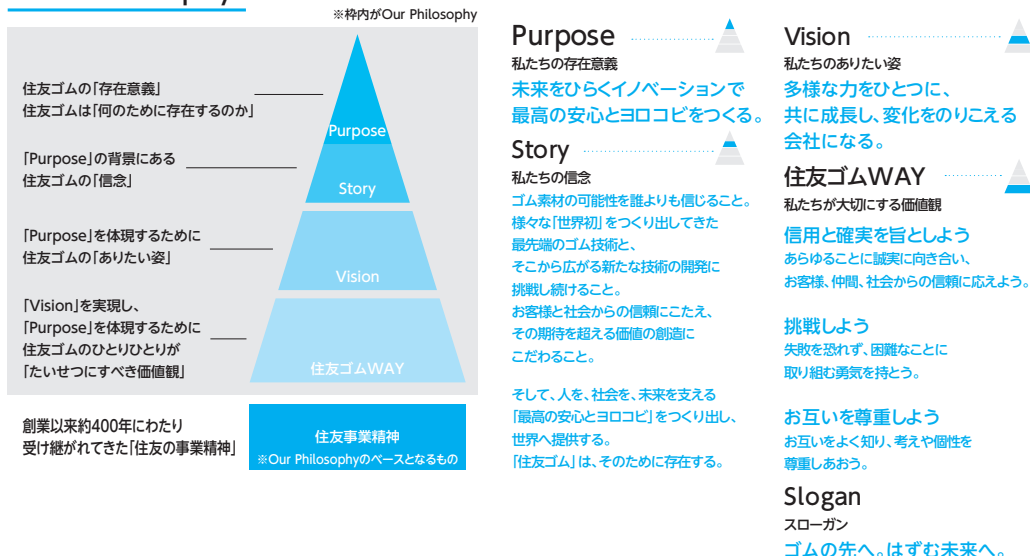 ※枠内がOur Philosophy
住友ゴムの「存在意義」
住友ゴムは「何のために存在するのか」
「Purpose」の背景にある
住友ゴムの「信念」
「Purpose」を体現するために
住友ゴムの「ありたい姿」
「Vision」を実現し、
「Purpose」を体現するために
住友ゴムのひとりひとりが
「たいせつにすべき価値観」
Purpose
Story
Vision
住友ゴムWAY
創業以来約400年にわたり
受け継がれてきた「住友の事業精神」
住友事業精神
※Our Philosophyのベースとなるもの
Purpose
私たちの存在意義
未来をひらくイノベーションで
最高の安心とヨロコビをつくる。
Story
私たちの信念
ゴム素材の可能性を誰よりも信じること。
様々な「世界初」をつくり出してきた
最先端のゴム技術と、
そこから広がる新たな技術の開発に
挑戦し続けること。
お客様と社会からの信頼にこたえ、
その期待を超える価値の創造に
こだわること。
そして、人を、社会を、未来を支える
「最高の安心とヨロコビ」をつくり出し、
世界へ提供する。
「住友ゴム」は、そのために存在する。
Vision
私たちのありたい姿
多様な力をひとつに、
共に成長し、変化をのりこえる
会社になる。
住友ゴムWAY
私たちが大切にする価値観
信用と確実を旨としよう
あらゆることに誠実に向き合い、
お客様、仲間、社会からの信頼に応えよう。
挑戦しよう
失敗を恐れず、困難なことに
取り組む勇気を持とう。
お互いを尊重しよう
お互いをよく知り、考えや個性を
尊重しあおう。
Slogan
スローガン
ゴムの先へ。はずむ未来へ。